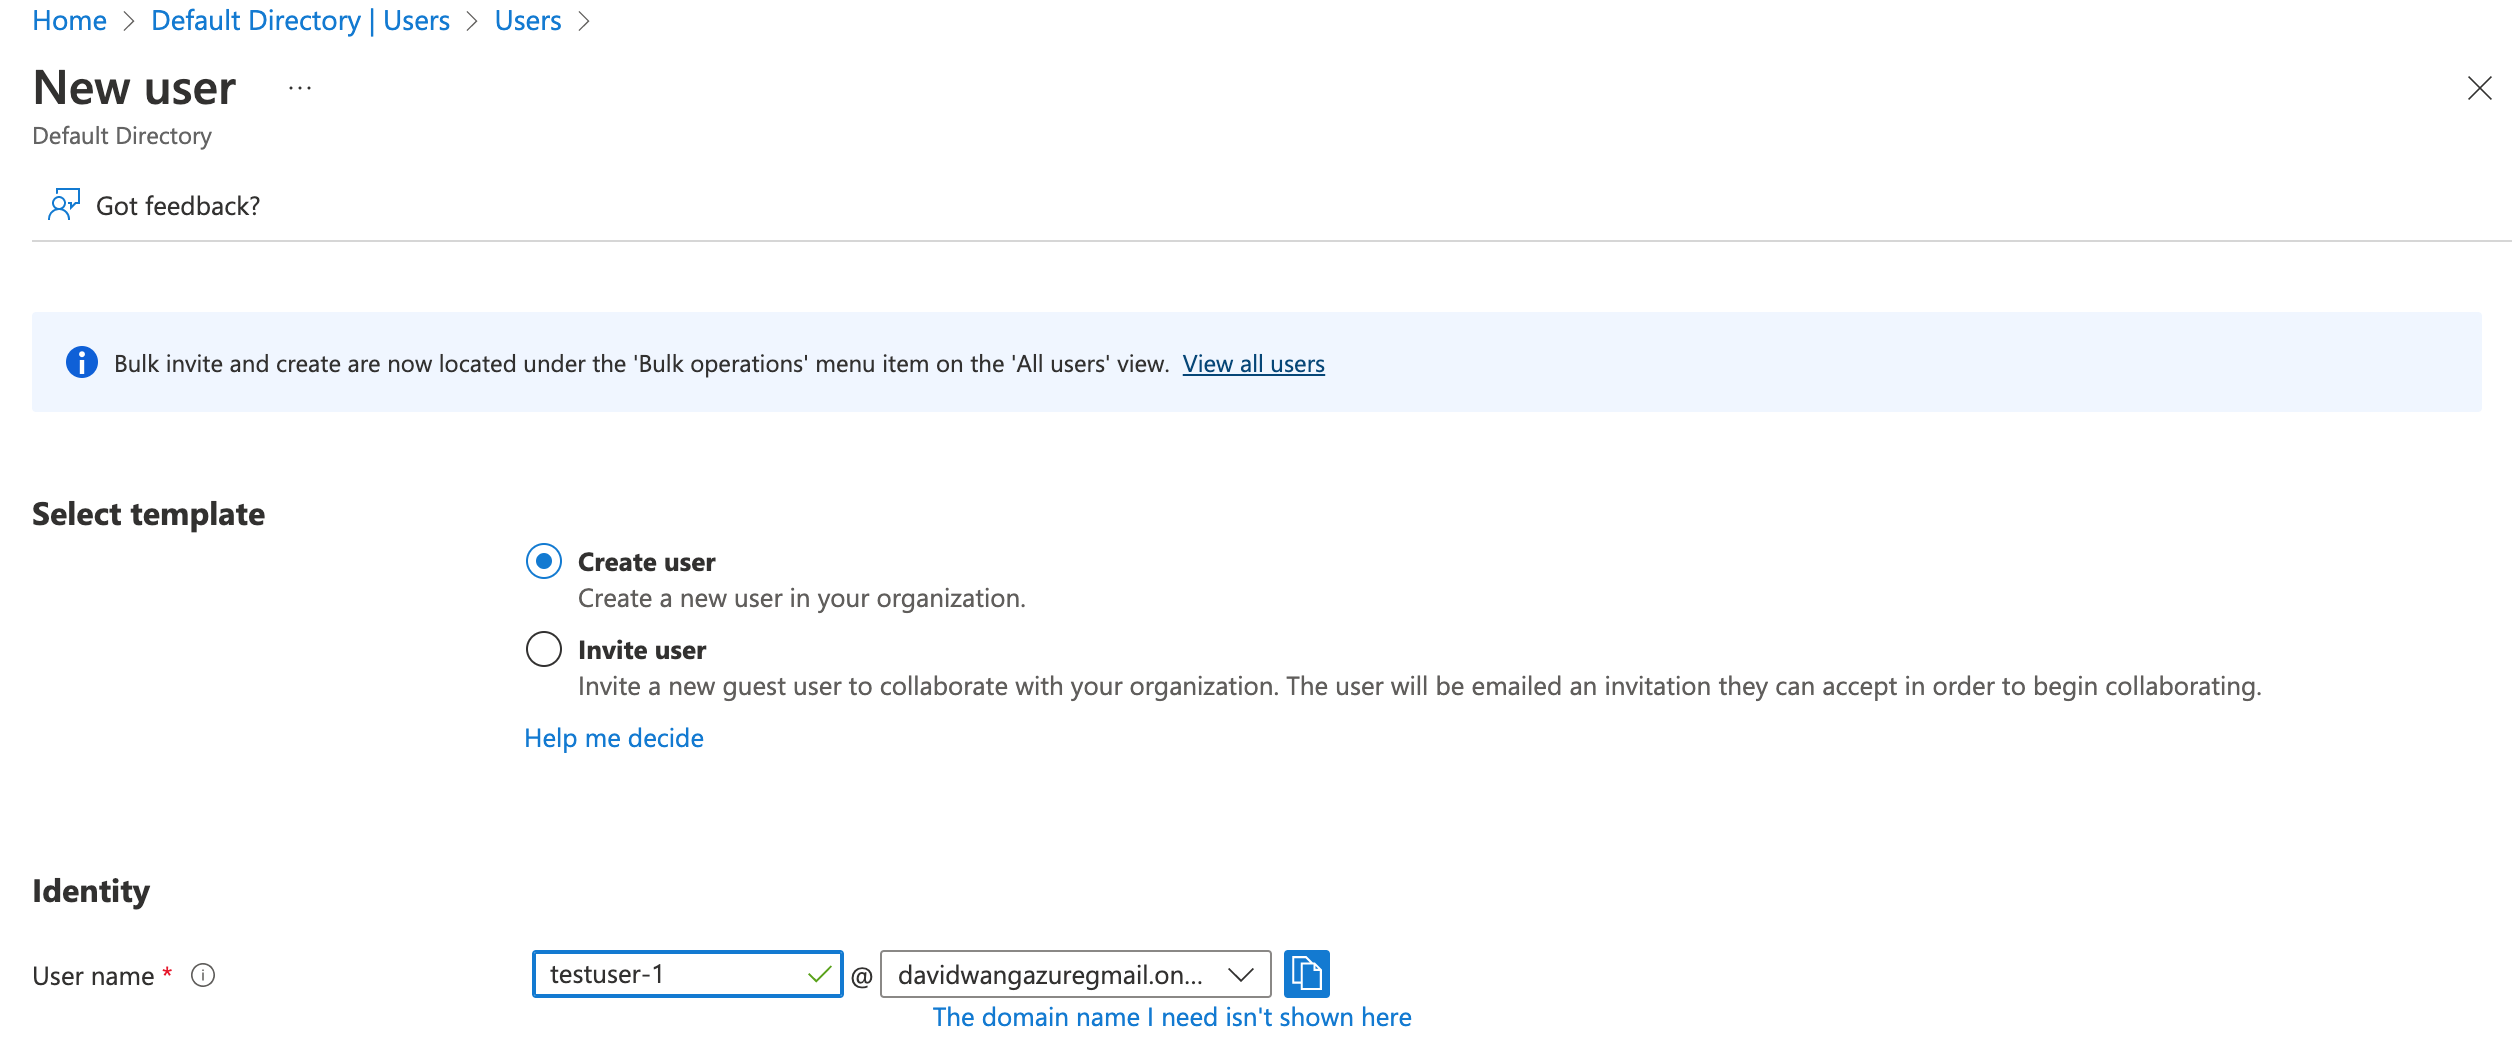 Home > Default Directory | Users > Users >
New user ...
Default Directory
Got feedback?
Bulk invite and create are now located under the 'Bulk operations' menu item on the 'All users' view. View all users
Select template
Create user
Create a new user in your organization.
Invite user
Invite a new guest user to collaborate with your organization. The user will be emailed an invitation they can accept in order to begin collaborating.
Help me decide
Identity
User name * testuser-1 @ davidwangazuregmail.on...
The domain name I need isn't shown here